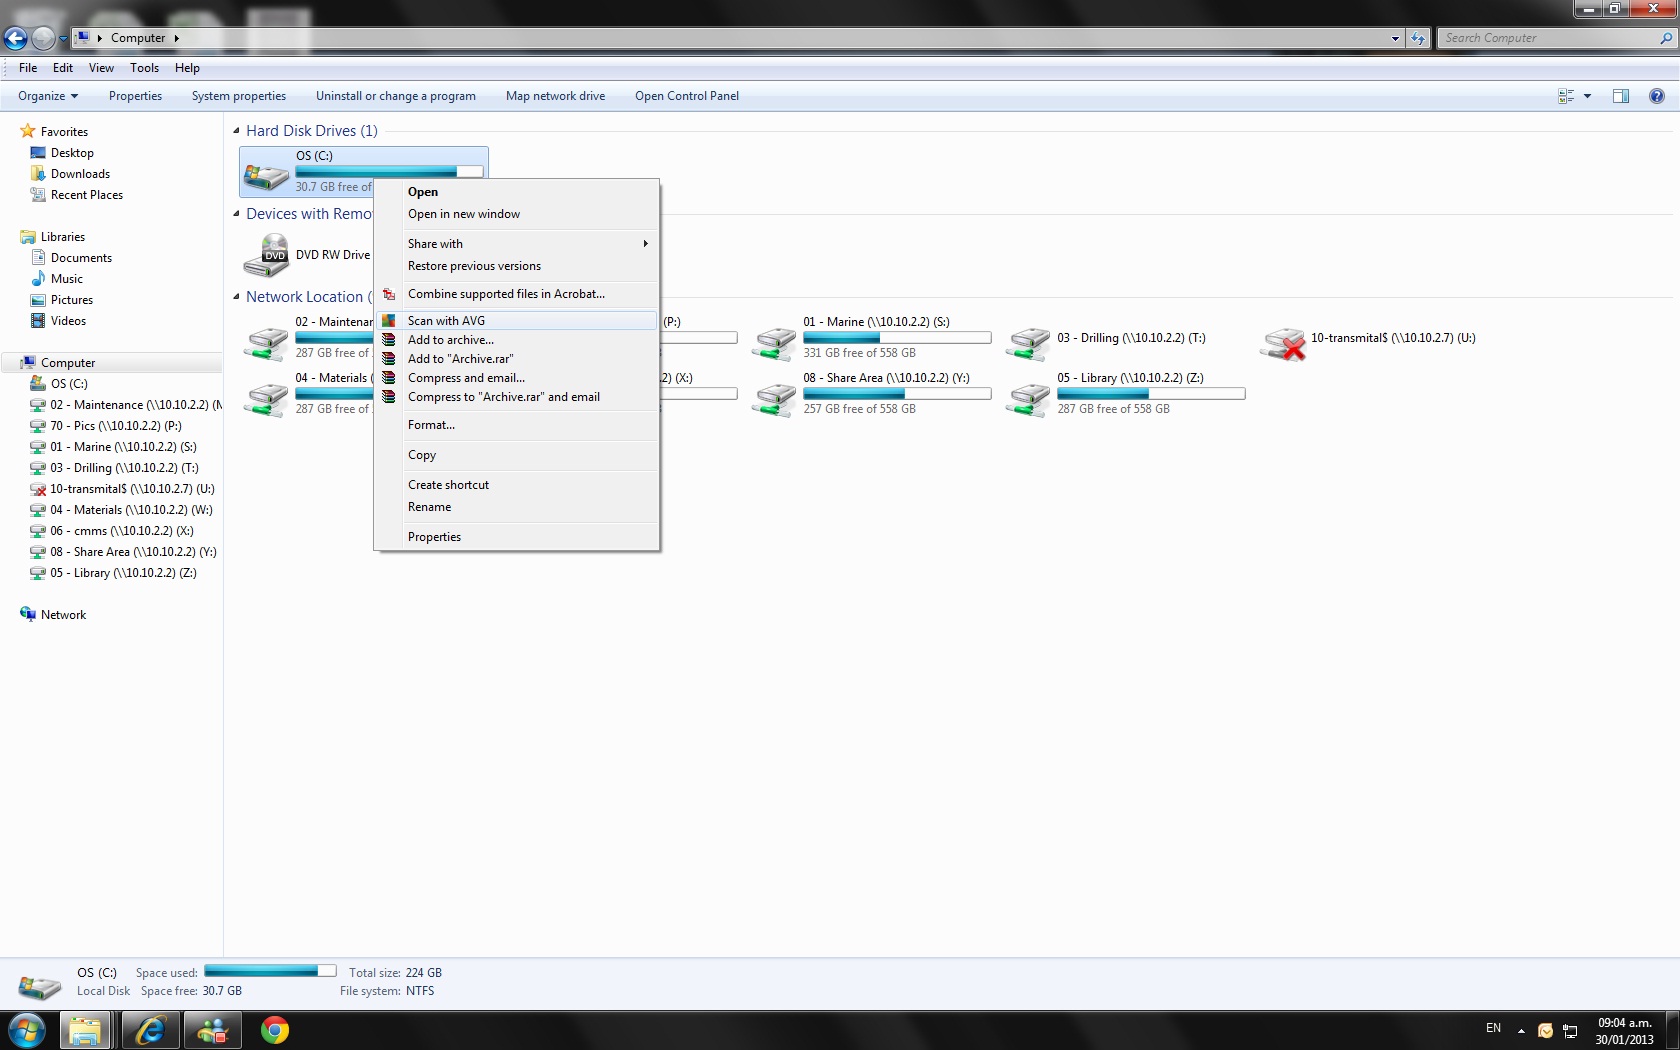 Computer
Search Computer
File Edit View Tools Help
Organize Properties System properties Uninstall or change a program Map network drive Open Control Panel
Favorites
Desktop
Downloads
Recent Places
Libraries
Documents
Music
Pictures
Videos
Computer
OS (C:)
02 - Maintenance (\\10.10.2.2) (M
70 - Pics (\\10.10.2.2) (P:)
01 - Marine (\\10.10.2.2) (S:)
03 - Drilling (\\10.10.2.2) (T:)
10-transmital$ (\\10.10.2.7) (U:)
04 - Materials (\\10.10.2.2) (W:)
06 - cmms (\\10.10.2.2) (X:)
08 - Share Area (\\10.10.2.2) (Y:)
05 - Library (\\10.10.2.2) (Z:)
Network
Hard Disk Drives (1)
OS (C:)
30.7 GB free of
Devices with Remo
DVD
DVD RW Drive
Network Location (
02 - Maintenan
287 GB free of
(P:)
01 - Marine (\\10.10.2.2) (S:)
331 GB free of 558 GB
03 - Drilling (\\10.10.2.2) (T:)
10-transmital$ (\\10.10.2.7) (U:)
04 - Materials (
287 GB free of
.2) (X:)
08 - Share Area (\\10.10.2.2) (Y:)
257 GB free of 558 GB
05 - Library (\\10.10.2.2) (Z:)
287 GB free of 558 GB
Open
Open in new window
Share with
Restore previous versions
Combine supported files in Acrobat...
Scan with AVG
Add to archive...
Add to "Archive.rar"
Compress and email...
Compress to "Archive.rar" and email
Format...
Copy
Create shortcut
Rename
Properties
OS (C:) Space used: Total size: 224 GB
Local Disk Space free: 30.7 GB File system: NTFS
EN
09:04 a.m.
30/01/2013